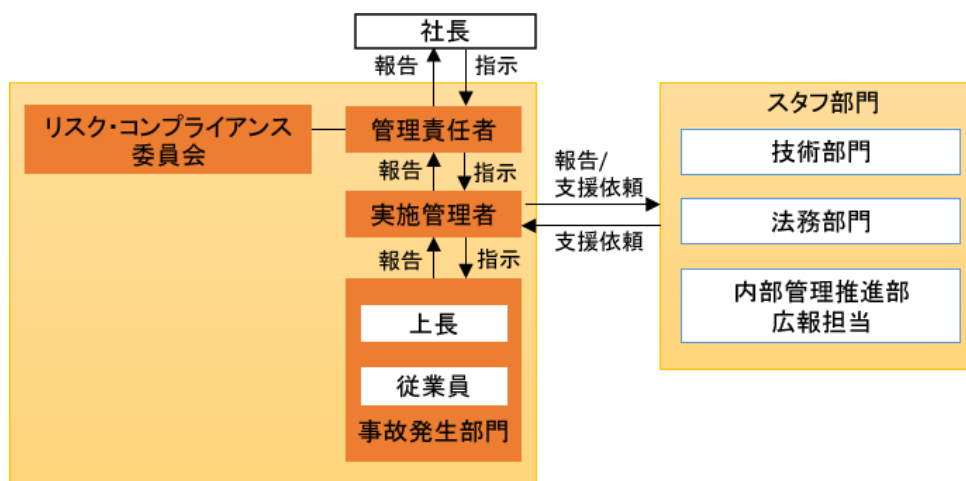 社長
報告
指示
リスク・コンプライアンス
委員会
管理責任者
報告
指示
実施管理者
報告
指示
上長
従業員
事故発生部門
報告/
支援依頼
支援依頼
スタフ部門
技術部門
法務部門
内部管理推進部
広報担当